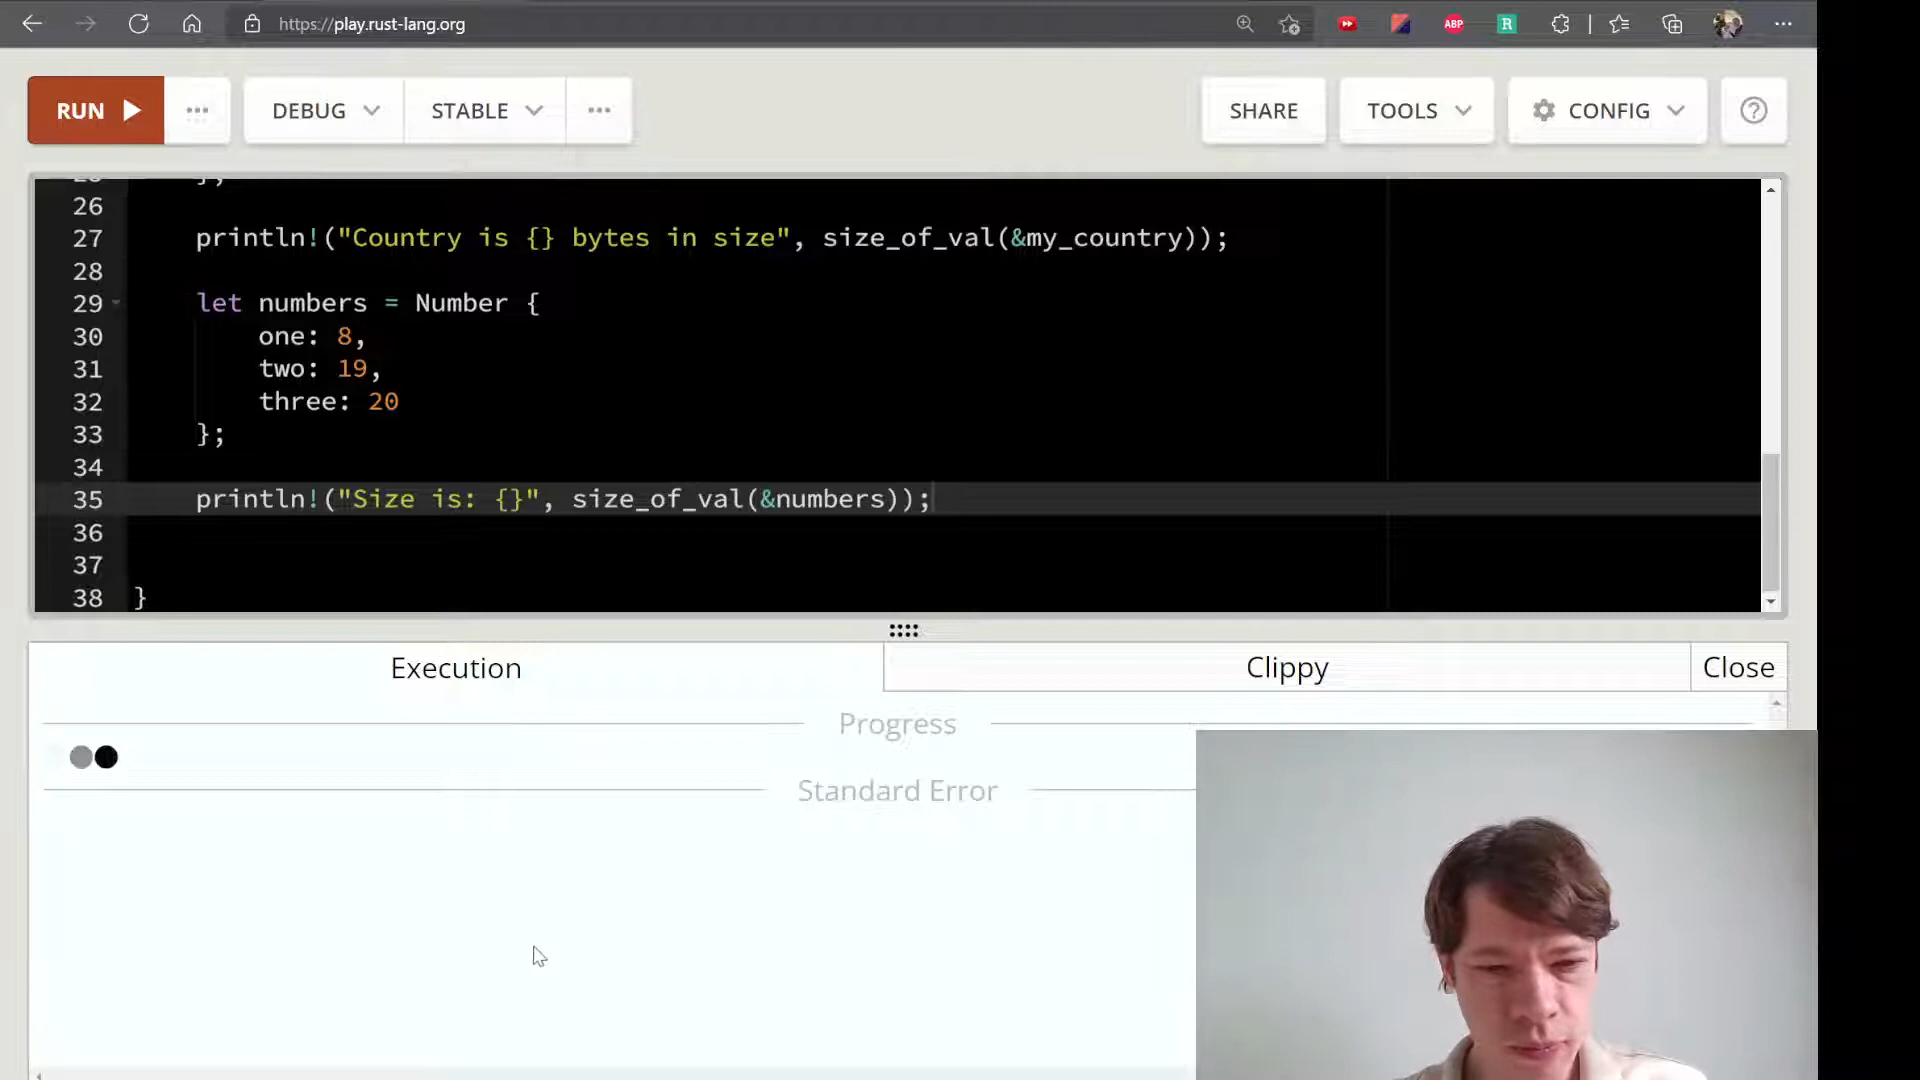 https://play.rust-lang.org
ABP
R
RUN
DEBUG
STABLE
SHARE
TOOLS
CONFIG
26
27 println!("Country is {} bytes in size", size_of_val(&my_country));
28
29 let numbers = Number {
30 one: 8,
31 two: 19,
32 three: 20
33 };
34
35 println!("Size is: {}", size_of_val(&numbers));
36
37
38 }
Execution
Clippy
Close
Progress
Standard Error